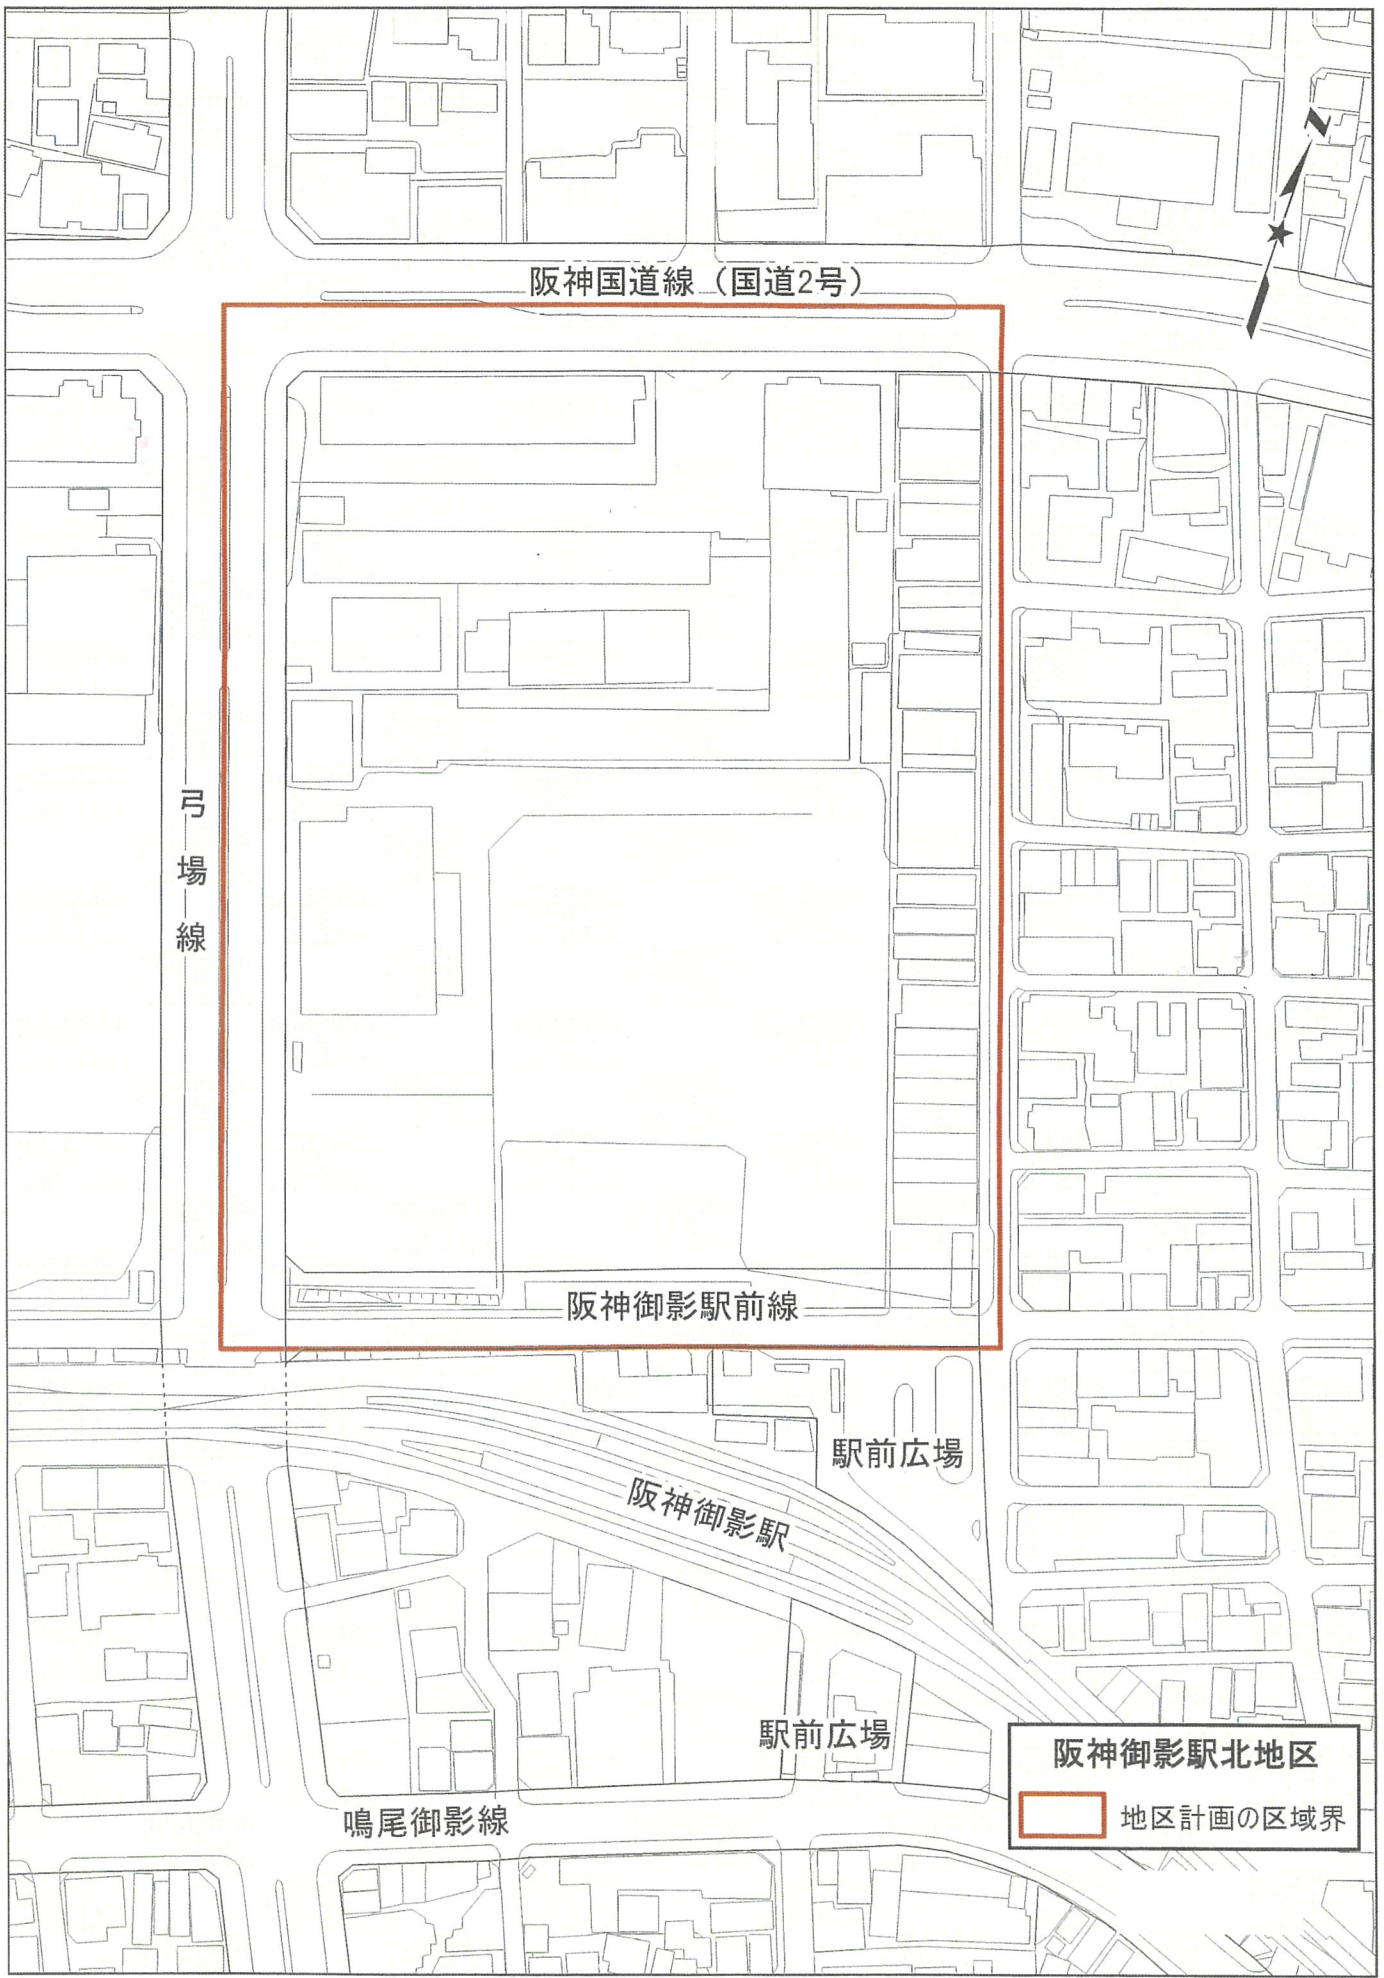 N
阪神国道線（国道2号）
弓場線
阪神御影駅前線
駅前広場
阪神御影駅
駅前広場
阪神御影駅北地区
地区計画の区域界
鳴尾御影線